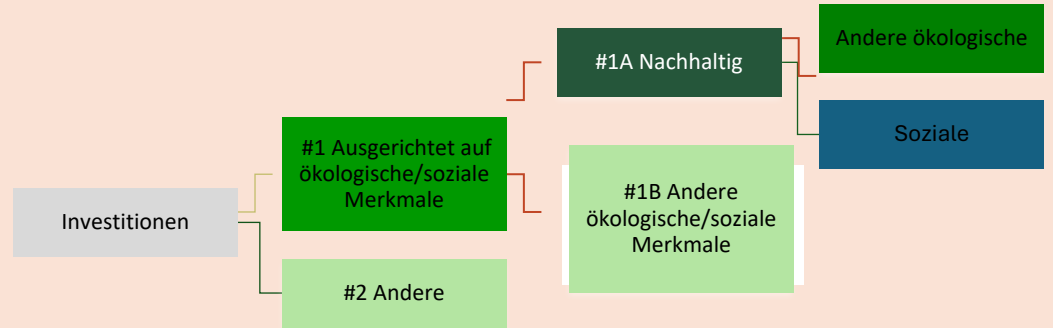 Investitionen
#1 Ausgerichtet auf
ökologische/soziale
Merkmale
#2 Andere
#1A Nachhaltig
#1B Andere
ökologische/soziale
Merkmale
Andere ökologische
Soziale